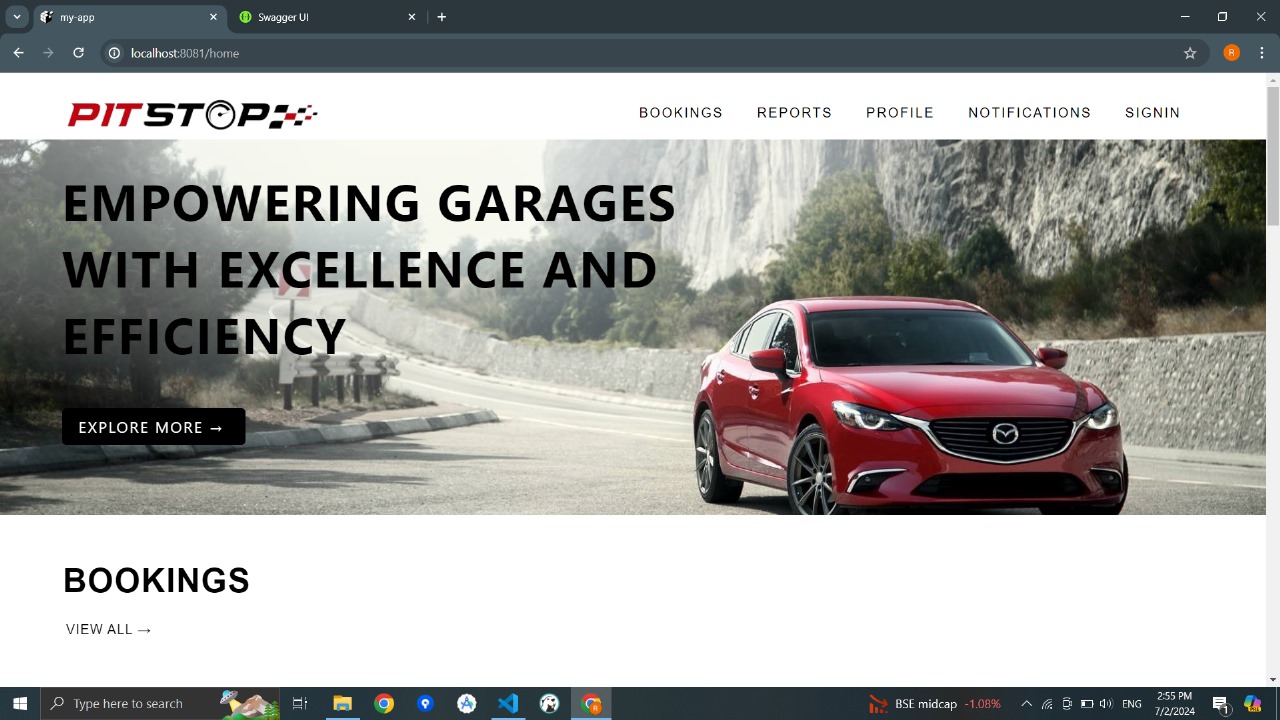 my-app
Swagger UI
localhost:8081/home
R
PITSTOP
BOOKINGS
REPORTS
PROFILE
NOTIFICATIONS
SIGNIN
EMPOWERING GARAGES
WITH EXCELLENCE AND
EFFICIENCY
EXPLORE MORE →
BOOKINGS
VIEW ALL →
Type here to search
BSE midcap -1.08%
ENG
2:55 PM
7/2/2024